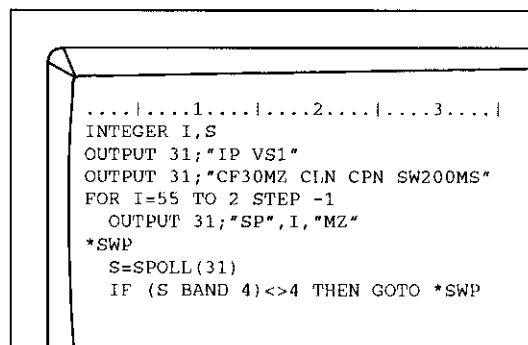 ....|....1....|....2....|....3....|
INTEGER I,S
OUTPUT 31;"IP VS1"
OUTPUT 31;"CF30MZ CLN CPN SW200MS"
FOR I=55 TO 2 STEP -1
  OUTPUT 31;"SP",I,"MZ"
*SWP
  S=SPOLL(31)
  IF (S BAND 4)<>4 THEN GOTO *SWP